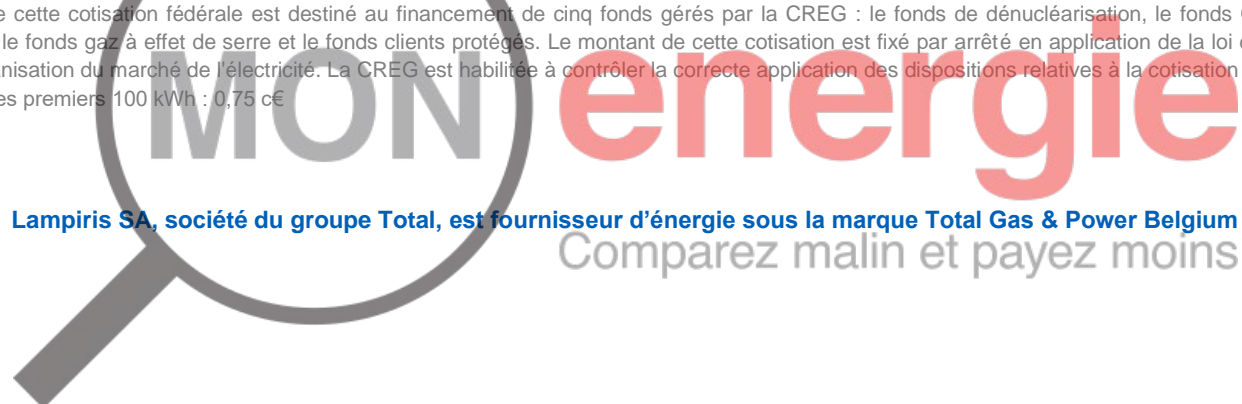 e cette cotisation fédérale est destiné au financement de cinq fonds gérés par la CREG : le fonds de dénucléarisation, le fonds
le fonds gaz à effet de serre et le fonds clients protégés. Le montant de cette cotisation est fixé par arrêté en application de la loi
anisation du marché de l'électricité. La CREG est habilitée à contrôler la correcte application des dispositions relatives à la cotisation
es premiers 100 kWh : 0,75 c€
MON energie
Lampiris SA, société du groupe Total, est fournisseur d'énergie sous la marque Total Gas & Power Belgium
Comparez malin et payez moins